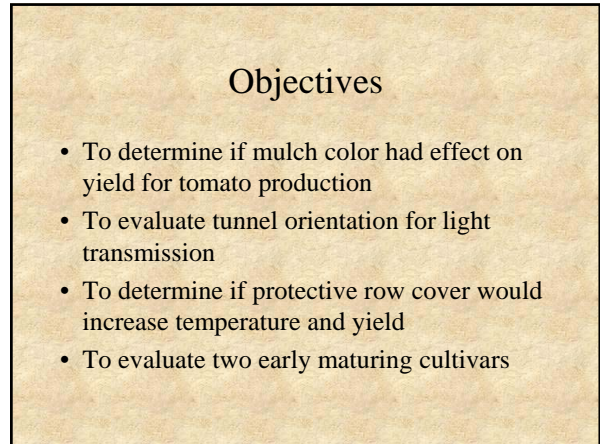 Objectives
• To determine if mulch color had effect on
yield for tomato production
• To evaluate tunnel orientation for light
transmission
• To determine if protective row cover would
increase temperature and yield
• To evaluate two early maturing cultivars